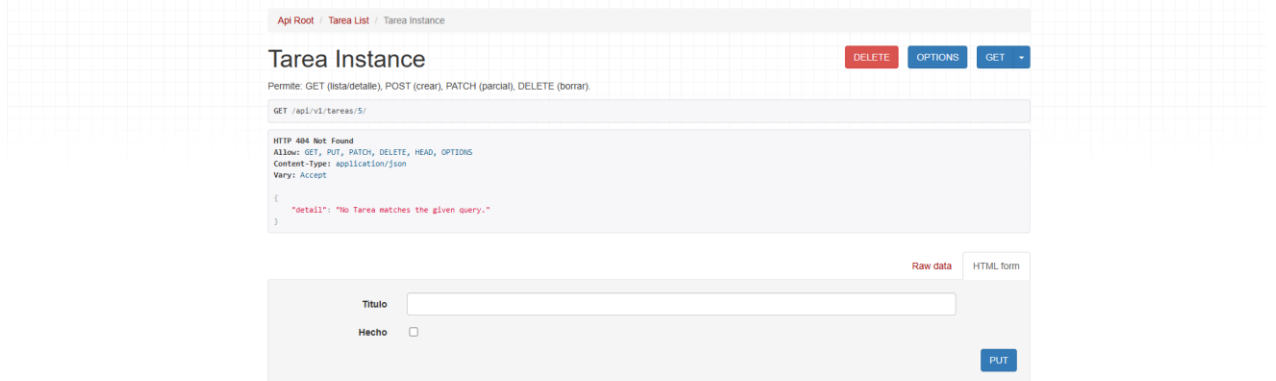 Api Root / Tarea List / Tarea Instance
Tarea Instance
DELETE
OPTIONS
GET
Permite: GET (lista/detalle), POST (crear), PATCH (parcial), DELETE (borrar).
GET /api/v1/tareas/5/
HTTP 404 Not Found
Allow: GET, PUT, PATCH, DELETE, HEAD, OPTIONS
Content-Type: application/json
Vary: Accept
{
"detail": "No Tarea matches the given query."
}
Raw data
HTML form
Titulo
Hecho
PUT